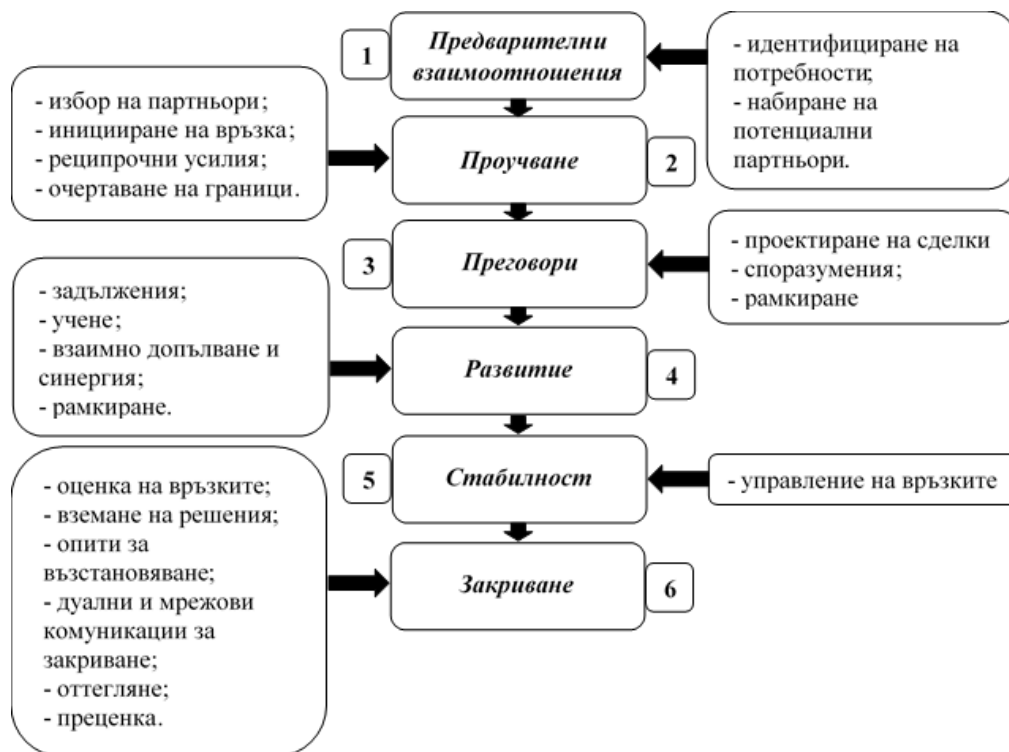 1
Предварителни
взаимоотношения
- идентифициране на
потребности;
- набиране на
потенциални
партньори.
- избор на партньори;
- иницииране на връзка;
- реципрочни усилия;
- очертаване на граници.
Проучване
2
3
Преговори
- проектиране на сделки
- споразумения;
- рамкиране
- задължения;
- учене;
- взаимно допълване и
синергия;
- рамкиране.
Развитие
4
5
Стабилност
- управление на връзките
- оценка на връзките;
- вземане на решения;
- опити за
възстановяване;
- дуални и мрежови
комуникации за
закриване;
- оттегляне;
- преценка.
Закриване
6